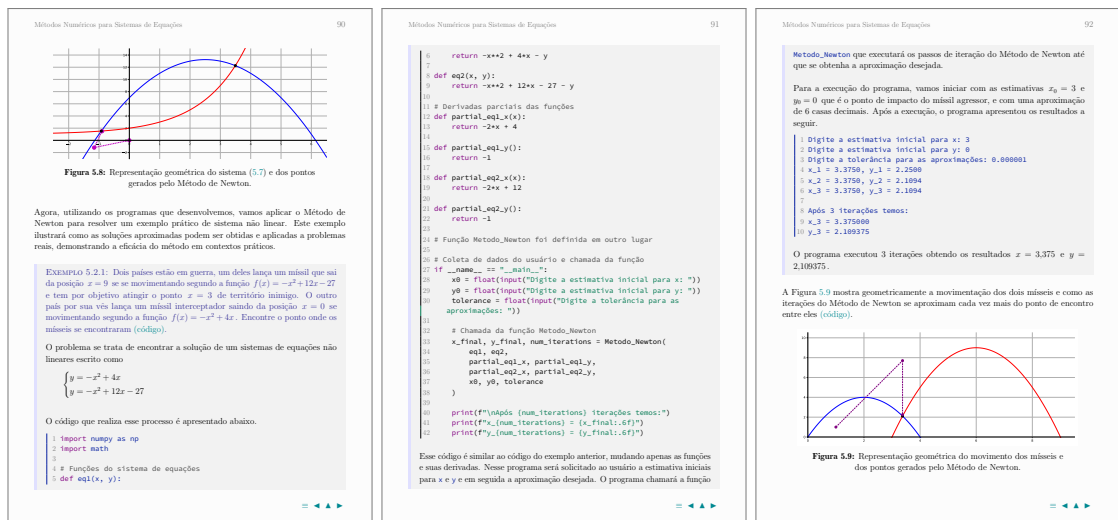 Métodos Numéricos para Sistemas de Equações 90
Figura 5.8: Representação geométrica do sistema (5.7) e dos pontos
gerados pelo Método de Newton.
Agora, utilizando os programas que desenvolvemos, vamos aplicar o Método de
Newton para resolver um exemplo prático de sistema não linear. Este exemplo
ilustrará como as soluções aproximadas podem ser obtidas e aplicadas a problemas
reais, demonstrando a eficácia do método em contextos práticos.
EXEMPLO 5.2.1: Dois países estão em guerra, um deles lança um míssil que sai
da posição x = 9 se se movimentando segundo a função f(x) = −x²+12x−27
e tem por objetivo atingir o ponto x = 3 de território inimigo. O outro
país por sua vês lança um míssil interceptador saindo da posição x = 0 se
movimentando segundo a função f(x) = −x² + 4x. Encontre o ponto onde os
mísseis se encontraram (código).
O problema se trata de encontrar a solução de um sistemas de equações não
lineares escrito como
y = −x² + 4x
y = −x² + 12x − 27
O código que realiza esse processo é apresentado abaixo.
1 import numpy as np
2 import math
3
4 # Funções do sistema de equações
5 def eq1(x, y):
Métodos Numéricos para Sistemas de Equações 91
6 return -x**2 + 4*x - y
7
8 def eq2(x, y):
9 return -x**2 + 12*x - 27 - y
10
11 # Derivadas parciais das funções
12 def partial_eq1_x(x):
13 return -2*x + 4
14
15 def partial_eq1_y():
16 return -1
17
18 def partial_eq2_x(x):
19 return -2*x + 12
20
21 def partial_eq2_y():
22 return -1
23
24 # Função Metodo_Newton foi definida em outro lugar
25
26 # Coleta de dados do usuário e chamada da função
27 if __name__ == "__main__":
28 x0 = float(input("Digite a estimativa inicial para x: "))
29 y0 = float(input("Digite a estimativa inicial para y: "))
30 tolerance = float(input("Digite a tolerância para as
aproximações: "))
31
32 # Chamada da função Metodo_Newton
33 x_final, y_final, num_iterations = Metodo_Newton(
34 eq1, eq2,
35 partial_eq1_x, partial_eq1_y,
36 partial_eq2_x, partial_eq2_y,
37 x0, y0, tolerance
38 )
39
40 print(f"\nApós {num_iterations} iterações temos:")
41 print(f"x_{num_iterations} = {x_final:.6f}")
42 print(f"y_{num_iterations} = {y_final:.6f}")
Esse código é similar ao código do exemplo anterior, mudando apenas as funções
e suas derivadas. Nesse programa será solicitado ao usuário a estimativa iniciais
para x e y e em seguida a aproximação desejada. O programa chamará a função
Métodos Numéricos para Sistemas de Equações 92
Metodo_Newton que executará os passos de iteração do Método de Newton até
que se obtenha a aproximação desejada.
Para a execução do programa, vamos iniciar com as estimativas x₀ = 3 e
y₀ = 0 que é o ponto de impacto do míssil agressor, e com uma aproximação
de 6 casas decimais. Após a execução, o programa apresentou os resultados a
seguir.
1 Digite a estimativa inicial para x: 3
2 Digite a estimativa inicial para y: 0
3 Digite a tolerância para as aproximações: 0.000001
4 x_1 = 3.3750, y_1 = 2.2500
5 x_2 = 3.3750, y_2 = 2.1094
6 x_3 = 3.3750, y_3 = 2.1094
7
8 Após 3 iterações temos:
9 x_3 = 3.375000
10 y_3 = 2.109375
O programa executou 3 iterações obtendo os resultados x = 3,375 e y =
2,109375.
A Figura 5.9 mostra geometricamente a movimentação dos dois mísseis e como as
iterações do Método de Newton se aproximam cada vez mais do ponto de encontro
entre eles (código).
Figura 5.9: Representação geométrica do movimento dos mísseis e
dos pontos gerados pelo Método de Newton.